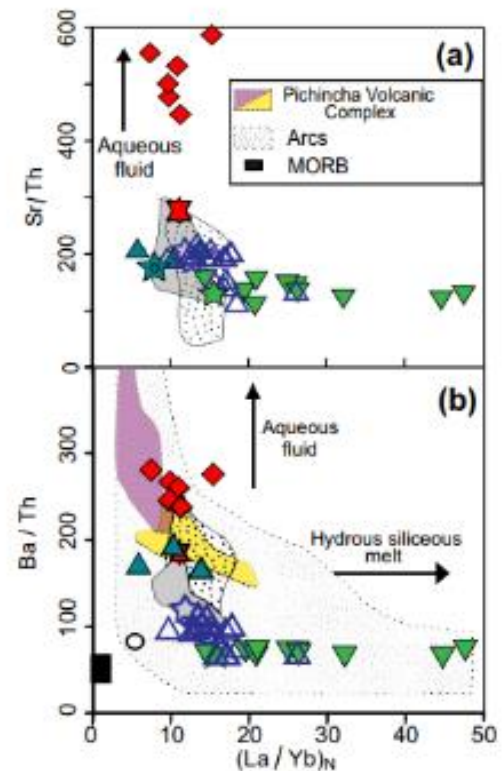 600
(a)
Pichincha Volcanic
Complex
Arcs
MORB
Aqueous
fluid
400
Sr/Th
200
0
(b)
Aqueous
fluid
300
Hydrous siliceous
melt
Ba/Th
200
100
0
0 10 20 30 40 50
(La/Yb)N